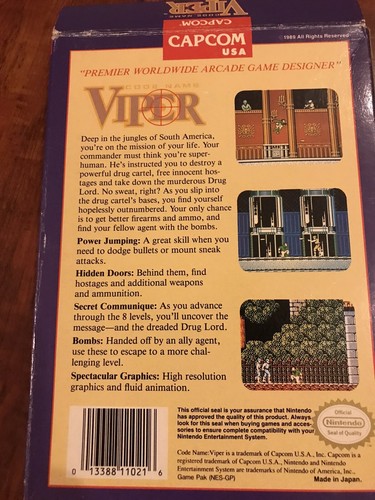 VIPER
CAPCOM
CAPCOM
USA
©1989 All Rights Reserved
"PREMIER WORLDWIDE ARCADE GAME DESIGNER"
CODE NAME
VIPER
Deep in the jungles of South America,
you're on the mission of your life. Your
commander must think you're super-
human. He's instructed you to destroy a
powerful drug cartel, free innocent hos-
tages and take down the murderous Drug
Lord. No sweat, right? As you slip into
the drug cartel's bases, you find yourself
hopelessly outnumbered. Your only chance
is to get better firearms and ammo, and
find your fellow agent with the bombs.
Power Jumping: A great skill when you
need to dodge bullets or mount sneak
attacks.
Hidden Doors: Behind them, find
hostages and additional weapons
and ammunition.
Secret Communique: As you advance
through the 8 levels, you'll uncover the
message—and the dreaded Drug Lord.
Bombs: Handed off by an ally agent,
use these to escape to a more chal-
lenging level.
Spectacular Graphics: High resolution
graphics and fluid animation.
0 13388 11021 6
This official seal is your assurance that Nintendo
has approved the quality of this product. Always
look for this seal when buying games and acces-
sories to ensure complete compatibility with your
Nintendo Entertainment System.
Official
Nintendo
Seal of Quality
Code Name:Viper is a trademark of Capcom U.S.A., Inc. Capcom is a
registered trademark of Capcom U.S.A., Nintendo and Nintendo
Entertainment System are trademarks of Nintendo of America, Inc.,
Game Pak (NES-GP)
Made in Japan.